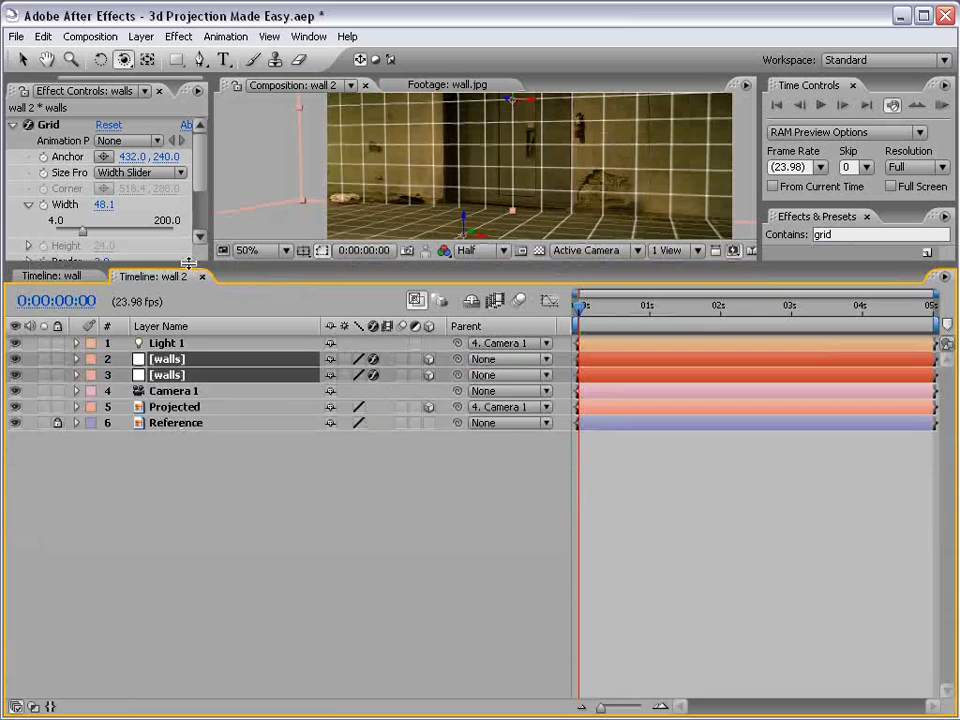 Adobe After Effects - 3d Projection Made Easy.aep *
File Edit Composition Layer Effect Animation View Window Help
Workspace: Standard
Effect Controls: walls
Composition: wall 2
Footage: wall.jpg
Time Controls
wall 2 * walls
Grid Reset Ab
Animation P None
Anchor 432.0, 240.0
Size Fro Width Slider
Corner 518.4, 288.0
Width 48.1
4.0 200.0
Height 24.0
RAM Preview Options
Frame Rate Skip Resolution
(23.98) 0 Full
From Current Time Full Screen
Effects & Presets
Contains: grid
50% 0:00:00:00 Half Active Camera 1 View
Timeline: wall Timeline: wall 2
0:00:00:00 (23.98 fps)
01s 02s 03s 04s 05s
# Layer Name Parent
1 Light 1 4. Camera 1
2 [walls] None
3 [walls] None
4 Camera 1 None
5 Projected 4. Camera 1
6 Reference None